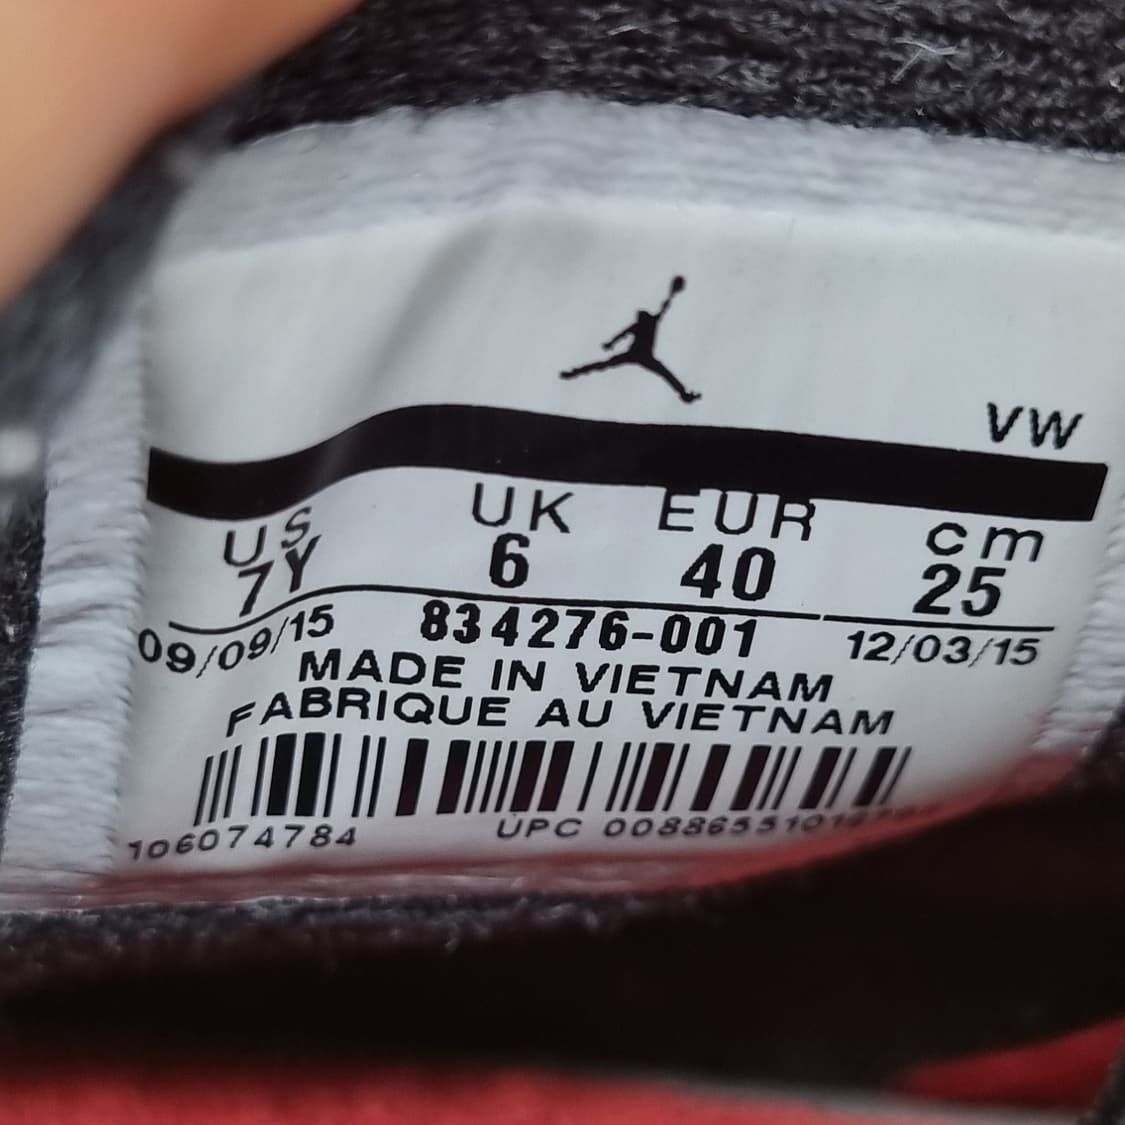 VW
US UK EUR cm
7Y 6 40 25
09/09/15 834276-001 12/03/15
MADE IN VIETNAM
FABRIQUE AU VIETNAM
106074784 UPC